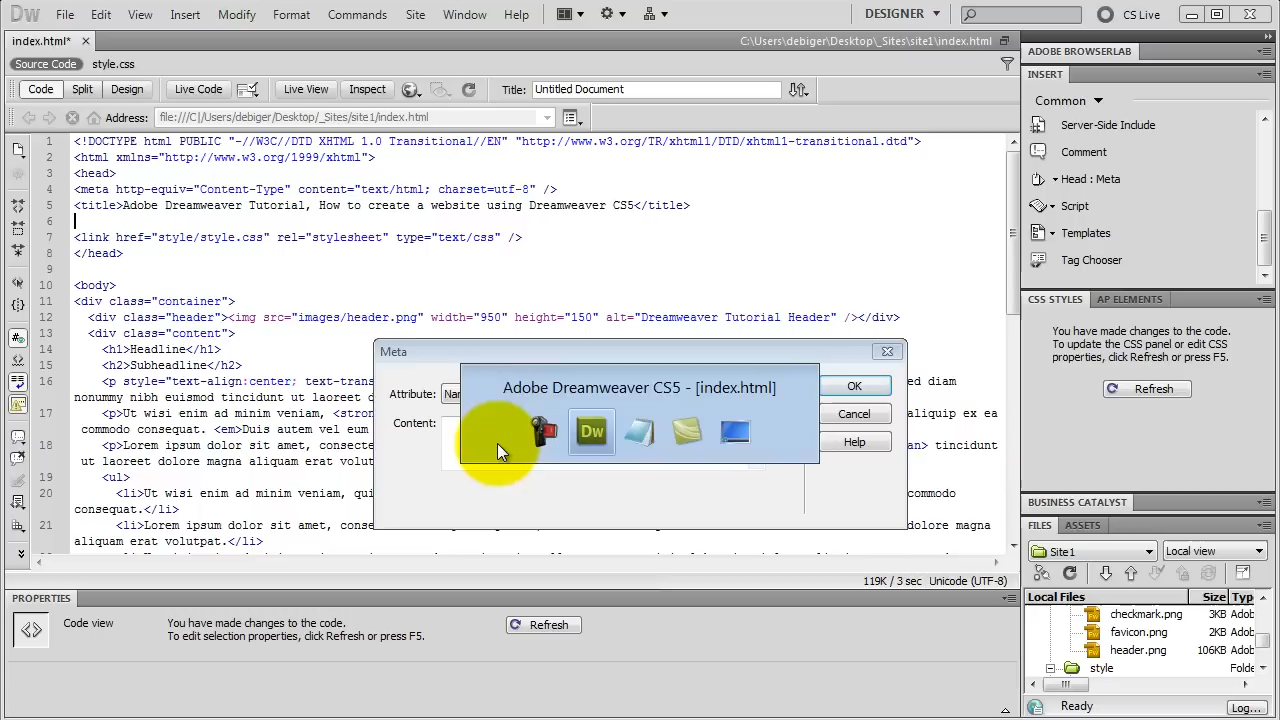 Dw File Edit View Insert Modify Format Commands Site Window Help DESIGNER CS Live
index.html* C:\Users\debiger\Desktop\_Sites\site1\index.html
Source Code style.css
Code Split Design Live Code Live View Inspect Title: Untitled Document
Address: file:///C|/Users/debiger/Desktop/_Sites/site1/index.html
1 <!DOCTYPE html PUBLIC "-//W3C//DTD XHTML 1.0 Transitional//EN" "http://www.w3.org/TR/xhtml1/DTD/xhtml1-transitional.dtd">
2 <html xmlns="http://www.w3.org/1999/xhtml">
3 <head>
4 <meta http-equiv="Content-Type" content="text/html; charset=utf-8" />
5 <title>Adobe Dreamweaver Tutorial, How to create a website using Dreamweaver CS5</title>
6
7 <link href="style/style.css" rel="stylesheet" type="text/css" />
8 </head>
9
10 <body>
11 <div class="container">
12 <div class="header"><img src="images/header.png" width="950" height="150" alt="Dreamweaver Tutorial Header" /></div>
13 <div class="content">
14 <h1>Headline</h1>
15 <h2>Subheadline</h2>
16 <p style="text-align:center; text-tran sed diam
nonummy nibh euismod tincidunt ut laoree
17 <p>Ut wisi enim ad minim veniam, <stron aliquip ex ea
commodo consequat. <em>Duis autem vel eum
18 <p>Lorem ipsum dolor sit amet, conse tincidunt
ut laoreet dolore magna aliquam erat volutpa
19 <ul>
20 <li>Ut wisi enim ad minim veniam, qui commodo
consequat.</li>
21 <li>Lorem ipsum dolor sit amet, conse dolore magna
aliquam erat volutpat.</li>
Meta
Attribute: Nan
Content:
OK
Cancel
Help
Adobe Dreamweaver CS5 - [index.html]
Dw
119K / 3 sec Unicode (UTF-8)
PROPERTIES
Code view You have made changes to the code.
To edit selection properties, click Refresh or press F5.
Refresh
ADOBE BROWSERLAB
INSERT
Common
Server-Side Include
Comment
Head : Meta
Script
Templates
Tag Chooser
CSS STYLES AP ELEMENTS
You have made changes to the code.
To update the CSS panel or edit CSS
properties, click Refresh or press F5.
Refresh
BUSINESS CATALYST
FILES ASSETS
Site1 Local view
Local Files Size Type
checkmark.png 3KB Adob
favicon.png 2KB Adob
header.png 106KB Adob
style Folde
Ready Log...